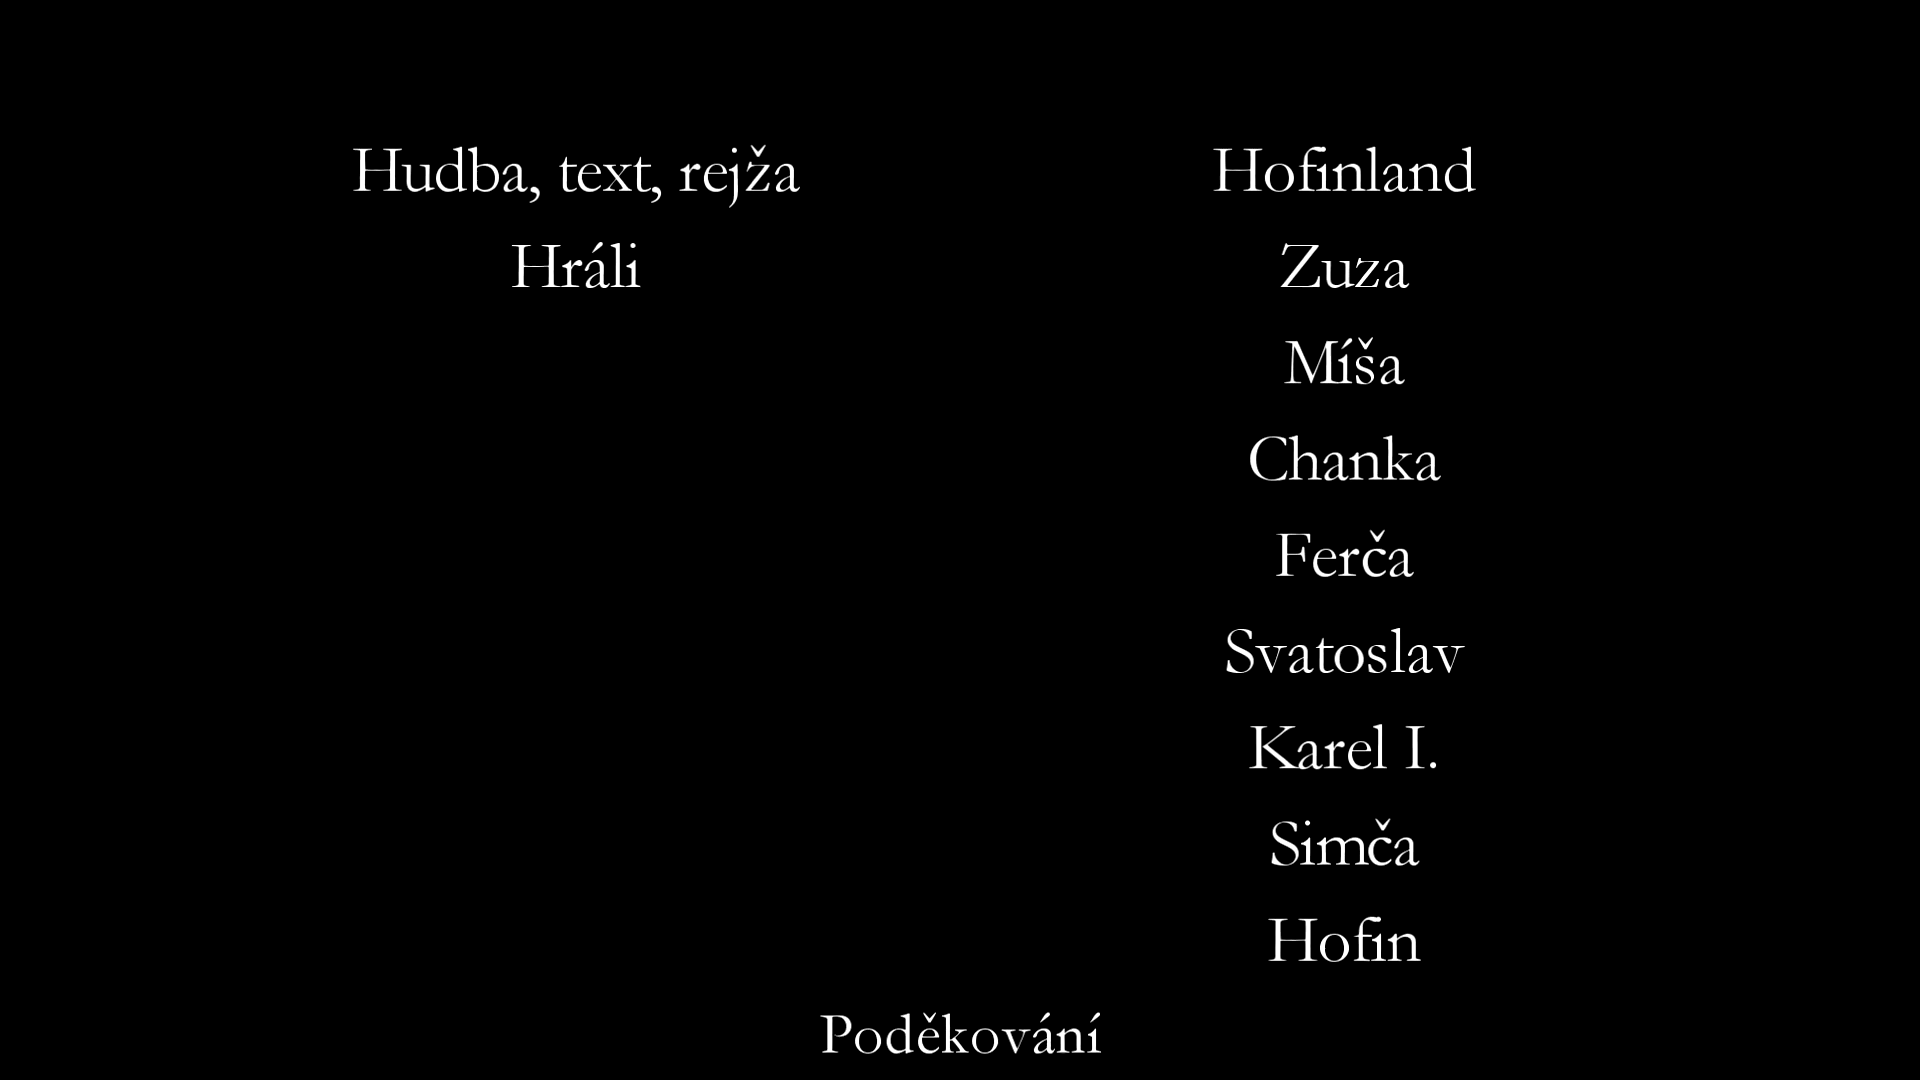 Hudba, text, rejža Hofinland
Hráli Zuza
Míša
Chanka
Ferča
Svatoslav
Karel I.
Simča
Hofin
Poděkování